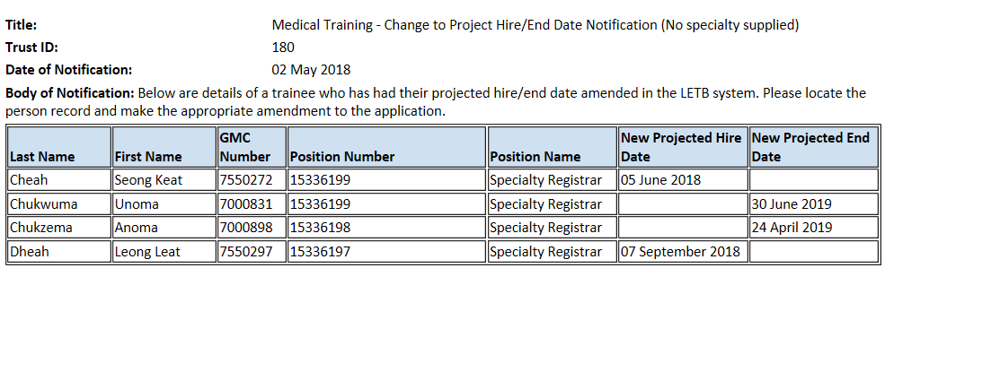 Title: Medical Training - Change to Project Hire/End Date Notification (No specialty supplied)
Trust ID: 180
Date of Notification: 02 May 2018
Body of Notification: Below are details of a trainee who has had their projected hire/end date amended in the LETB system. Please locate the
person record and make the appropriate amendment to the application.
Last Name First Name GMC Number Position Number Position Name New Projected Hire Date New Projected End Date
Cheah Seong Keat 7550272 15336199 Specialty Registrar 05 June 2018
Chukwuma Unoma 7000831 15336199 Specialty Registrar 30 June 2019
Chukzema Anoma 7000898 15336198 Specialty Registrar 24 April 2019
Dheah Leong Leat 7550297 15336197 Specialty Registrar 07 September 2018